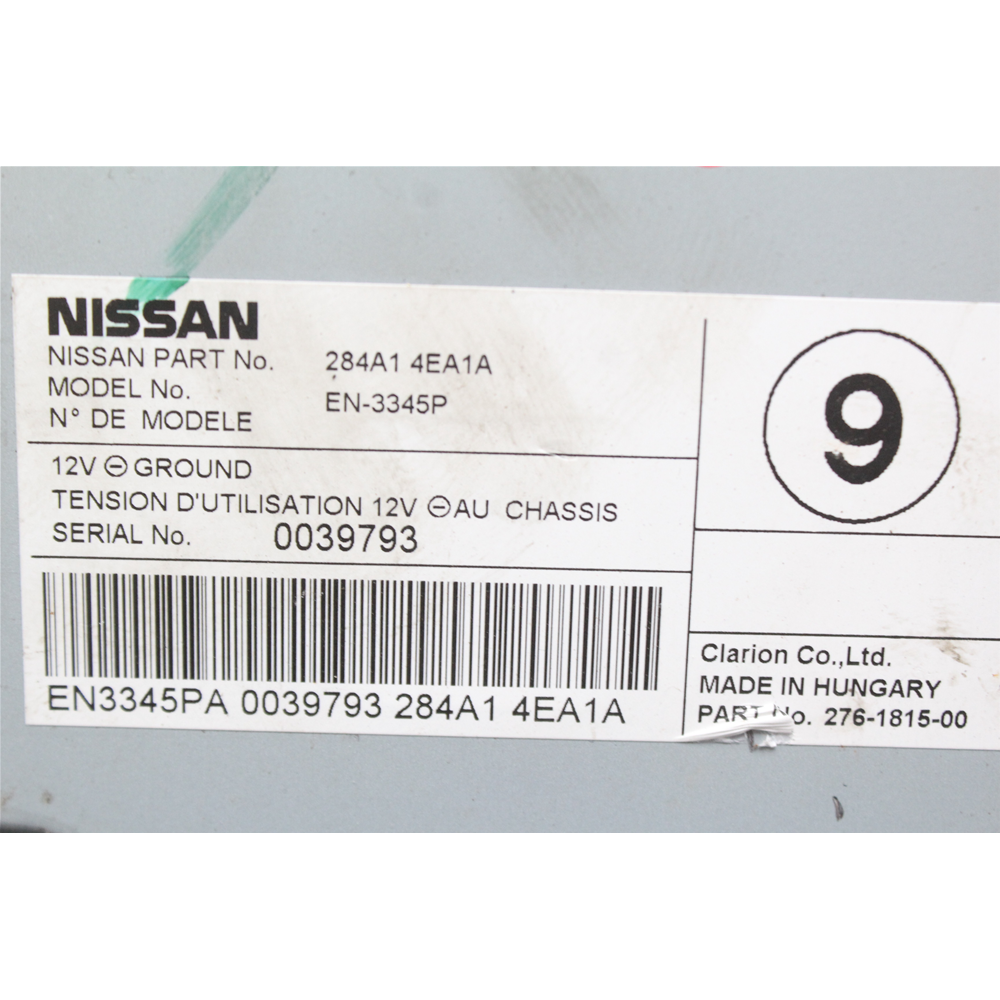 NISSAN
NISSAN PART No. 284A1 4EA1A
MODEL No.
N° DE MODELE EN-3345P
12V ⊖ GROUND
TENSION D'UTILISATION 12V ⊖ AU CHASSIS
SERIAL No. 0039793
EN3345PA 0039793 284A1 4EA1A
9
Clarion Co.,Ltd.
MADE IN HUNGARY
PART No. 276-1815-00